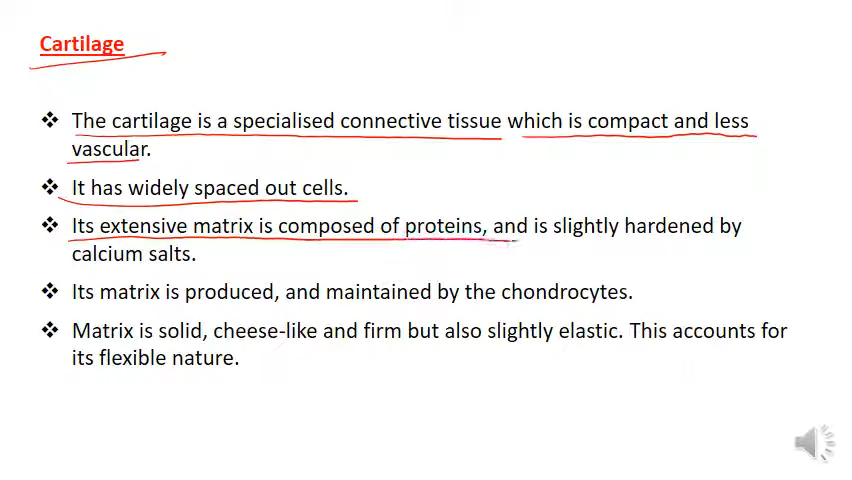 Cartilage
❖ The cartilage is a specialised connective tissue which is compact and less
vascular.
❖ It has widely spaced out cells.
❖ Its extensive matrix is composed of proteins, and is slightly hardened by
calcium salts.
❖ Its matrix is produced, and maintained by the chondrocytes.
❖ Matrix is solid, cheese-like and firm but also slightly elastic. This accounts for
its flexible nature.